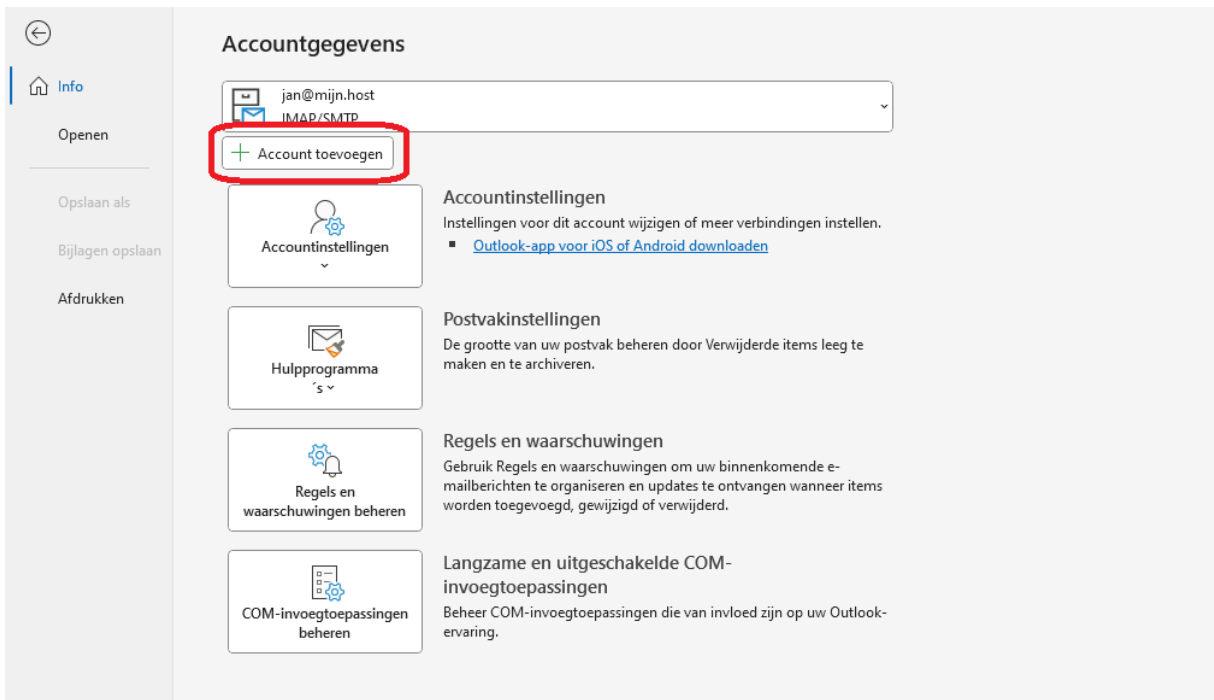 Info
Openen
Opslaan als
Bijlagen opslaan
Afdrukken
Accountgegevens
jan@mijn.host
IMAP/SMTP
Account toevoegen
Accountinstellingen
Accountinstellingen
Instellingen voor dit account wijzigen of meer verbindingen instellen.
Outlook-app voor iOS of Android downloaden
Hulpprogramma
´s
Postvakinstellingen
De grootte van uw postvak beheren door Verwijderde items leeg te
maken en te archiveren.
Regels en
waarschuwingen beheren
Regels en waarschuwingen
Gebruik Regels en waarschuwingen om uw binnenkomende e-
mailberichten te organiseren en updates te ontvangen wanneer items
worden toegevoegd, gewijzigd of verwijderd.
COM-invoegtoepassingen
beheren
Langzame en uitgeschakelde COM-
invoegtoepassingen
Beheer COM-invoegtoepassingen die van invloed zijn op uw Outlook-
ervaring.